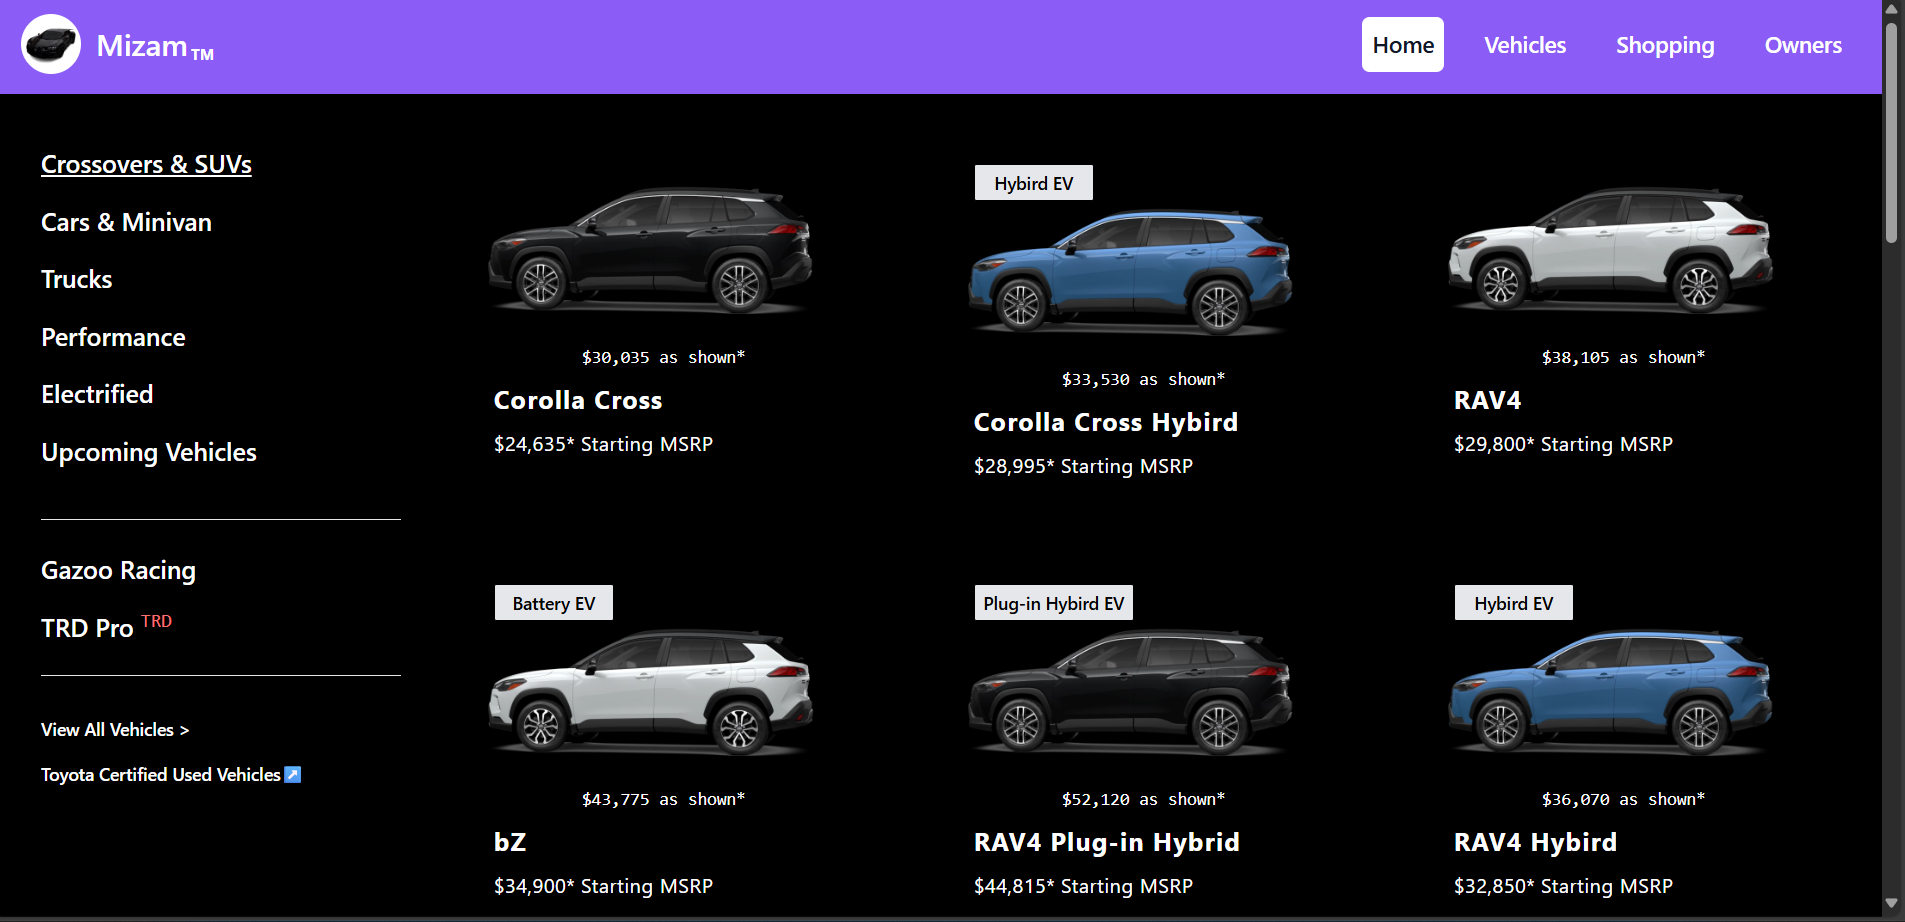 Mizam TM
Home
Vehicles
Shopping
Owners
Crossovers & SUVs
Cars & Minivan
Trucks
Performance
Electrified
Upcoming Vehicles
Gazoo Racing
TRD Pro TRD
View All Vehicles >
Toyota Certified Used Vehicles
$30,035 as shown*
Corolla Cross
$24,635* Starting MSRP
Hybird EV
$33,530 as shown*
Corolla Cross Hybird
$28,995* Starting MSRP
$38,105 as shown*
RAV4
$29,800* Starting MSRP
Battery EV
$43,775 as shown*
bZ
$34,900* Starting MSRP
Plug-in Hybird EV
$52,120 as shown*
RAV4 Plug-in Hybrid
$44,815* Starting MSRP
Hybird EV
$36,070 as shown*
RAV4 Hybird
$32,850* Starting MSRP